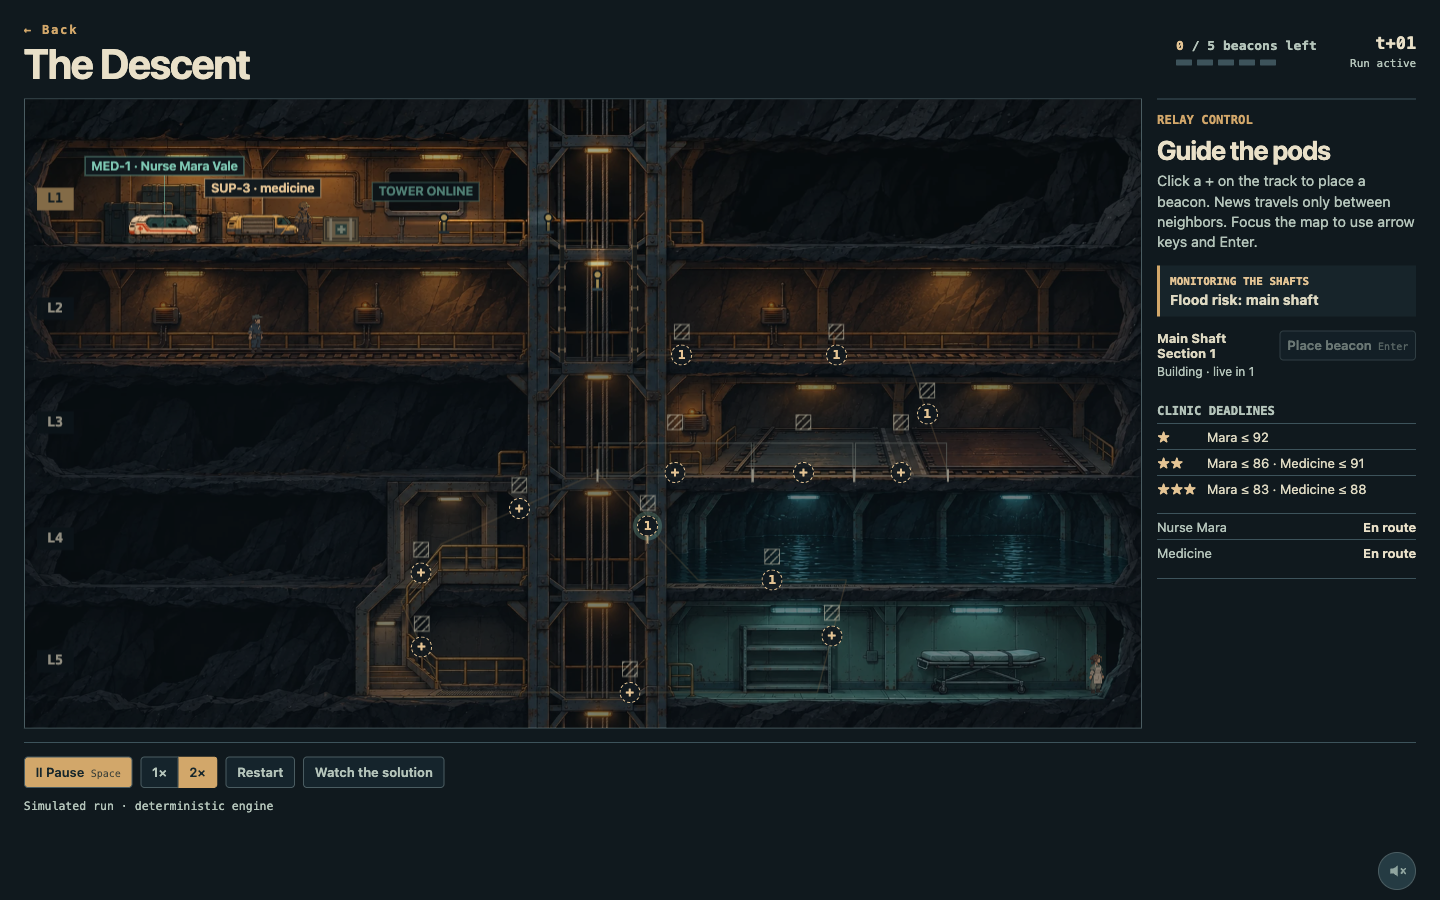 ← Back
The Descent
0 / 5 beacons left
t+01
Run active
MED-1 · Nurse Mara Vale
SUP-3 · medicine
TOWER ONLINE
L1
L2
1
1
L3
1
+
+
+
L4
+
1
+
1
L5
+
+
+
RELAY CONTROL
Guide the pods
Click a + on the track to place a
beacon. News travels only between
neighbors. Focus the map to use arrow
keys and Enter.
MONITORING THE SHAFTS
Flood risk: main shaft
Main Shaft
Section 1
Building · live in 1
Place beacon Enter
CLINIC DEADLINES
★ Mara ≤ 92
★★ Mara ≤ 86 · Medicine ≤ 91
★★★ Mara ≤ 83 · Medicine ≤ 88
Nurse Mara En route
Medicine En route
II Pause Space
1×
2×
Restart
Watch the solution
Simulated run · deterministic engine